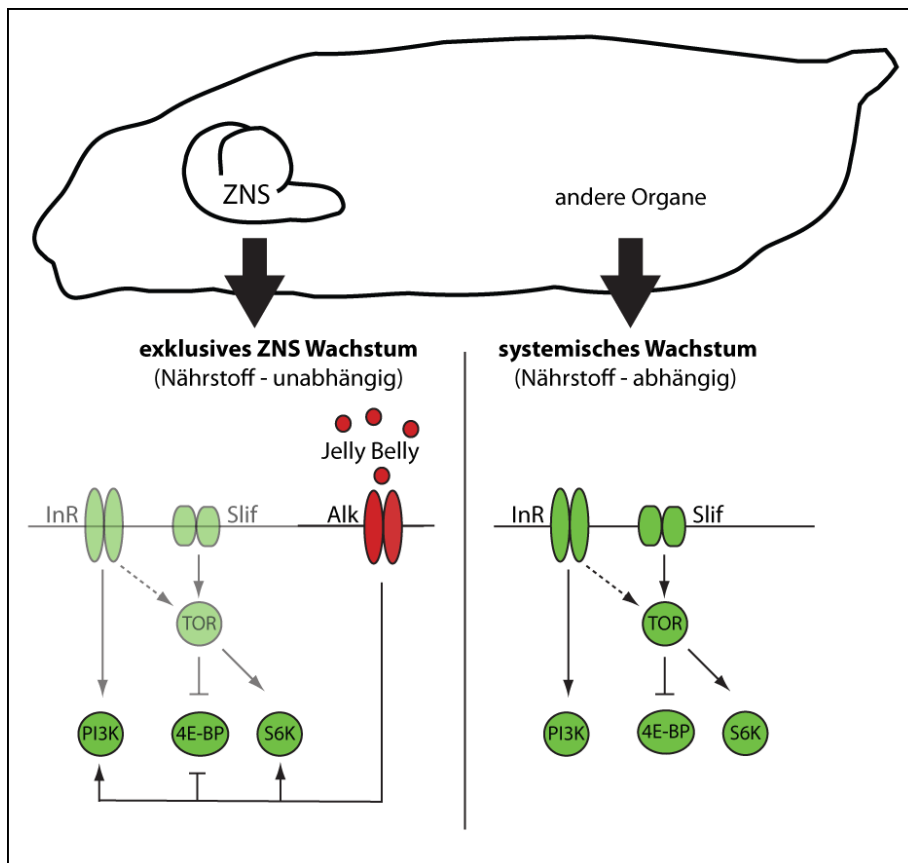 ZNS
andere Organe
exklusives ZNS Wachstum
(Nährstoff - unabhängig)
systemisches Wachstum
(Nährstoff - abhängig)
Jelly Belly
InR
Slif
Alk
TOR
PI3K
4E-BP
S6K
InR
Slif
TOR
PI3K
4E-BP
S6K